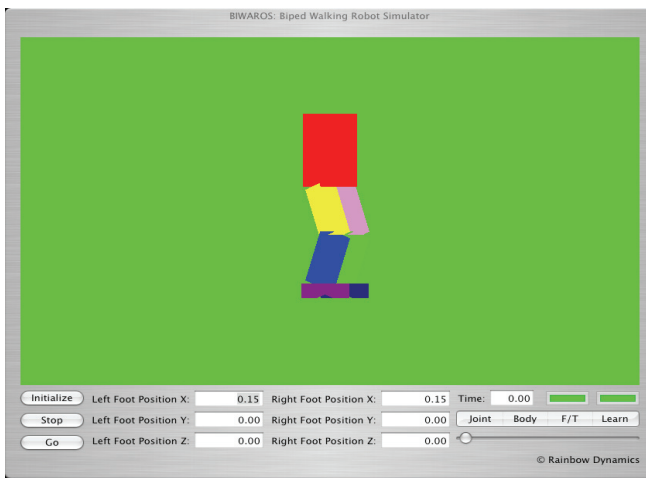 BIWAROS: Biped Walking Robot Simulator
Initialize Left Foot Position X: 0.15 Right Foot Position X: 0.15 Time: 0.00
Stop Left Foot Position Y: 0.00 Right Foot Position Y: 0.00 Joint Body F/T Learn
Go Left Foot Position Z: 0.00 Right Foot Position Z: 0.00
© Rainbow Dynamics